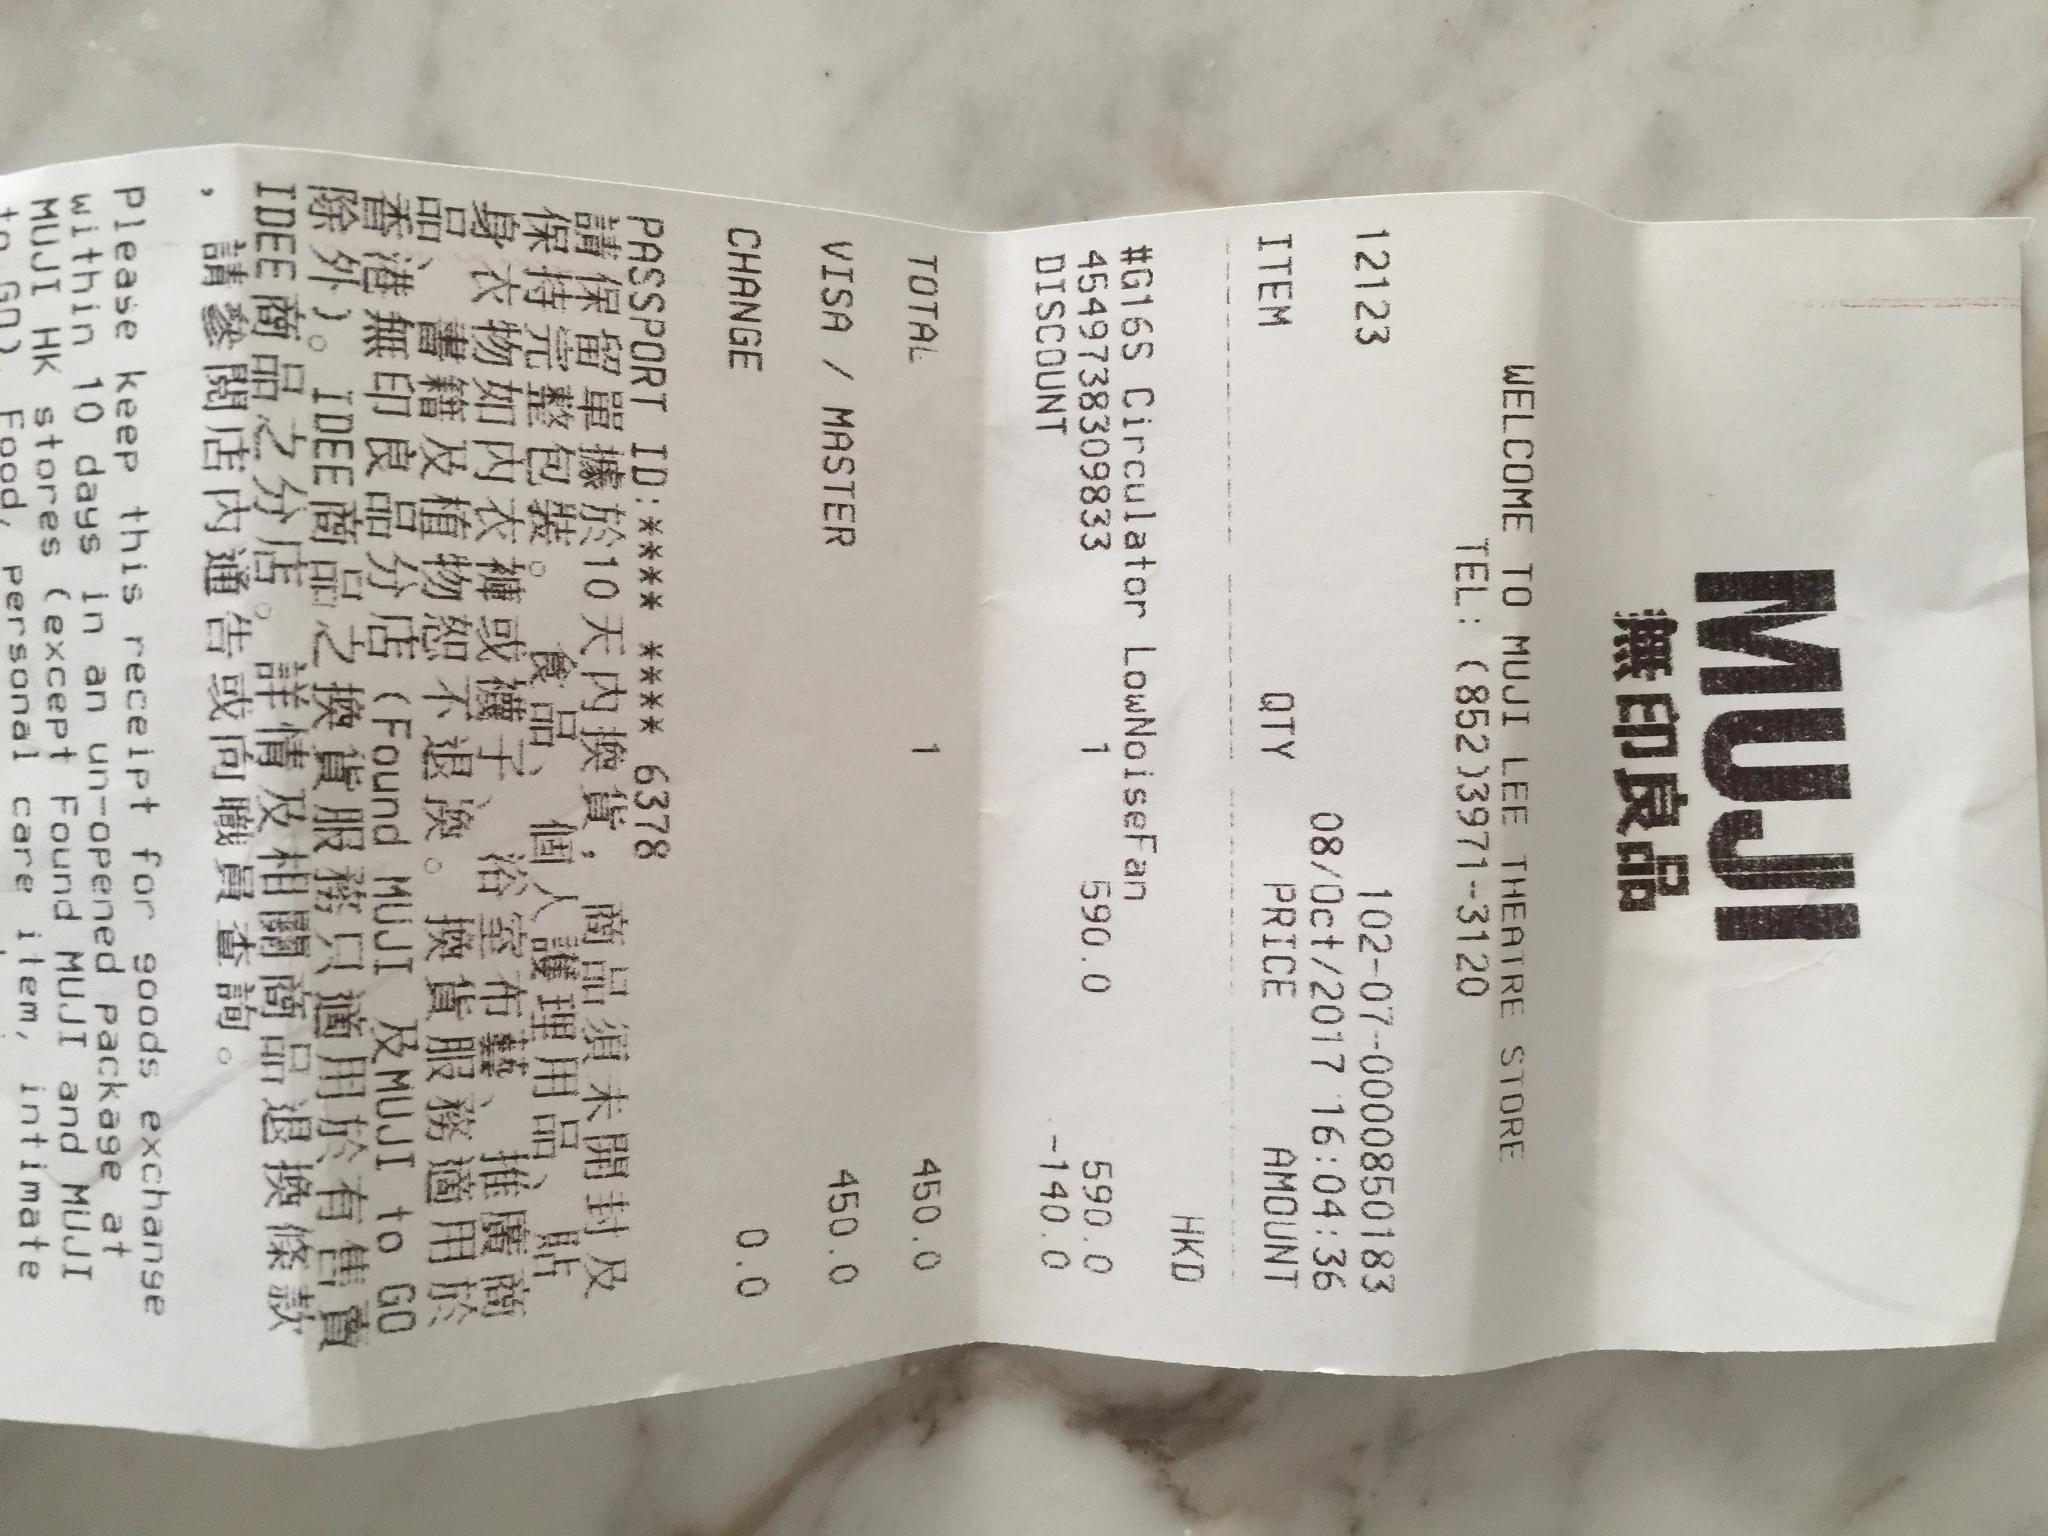 MUJI
無印良品
WELCOME TO MUJI LEE THEATRE STORE
TEL: (852)3971-3120
12123 102-07-0000850183
08/Oct/2017 16:04:36
ITEM QTY PRICE AMOUNT
HKD
#G16S Circulator LowNoiseFan
4549738309833 1 590.0 590.0
DISCOUNT -140.0
TOTAL 1 450.0
VISA / MASTER 450.0
CHANGE 0.0
PASSPORT ID:**** **** 6378
請保留單據於10天內換貨, 商品須未開封及
保持完整包裝。 食品、個人護理用品、貼
身衣物如內衣褲或襪子、浴室布藝、推廣商
品、書籍及植物恕不退換。換貨服務適用於
香港無印良品分店(Found MUJI 及MUJI to GO
除外)。IDEE商品之換貨服務只適用於有售賣
IDEE商品之分店。詳情及相關商品退換條款
,請參閱店內通告或向職員查詢。
Please keep this receipt for goods exchange
within 10 days in an un-opened package at
MUJI HK stores (except Found MUJI and MUJI
to GO). Food, personal care item, intimate